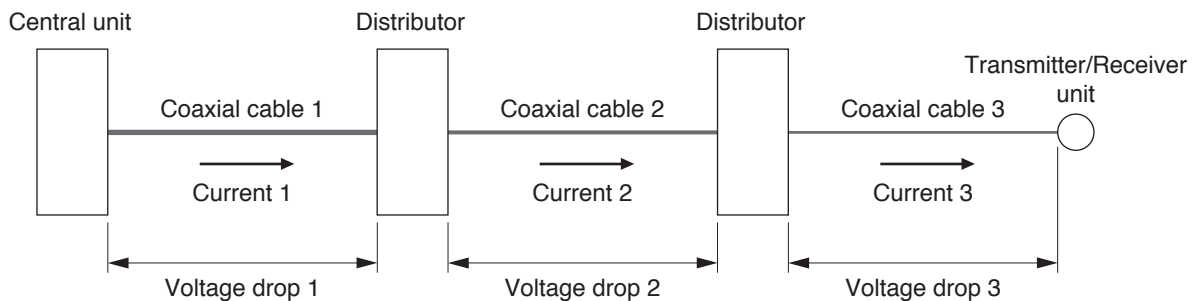 Central unit
Distributor
Distributor
Transmitter/Receiver
unit
Coaxial cable 1
Coaxial cable 2
Coaxial cable 3
Current 1
Current 2
Current 3
Voltage drop 1
Voltage drop 2
Voltage drop 3